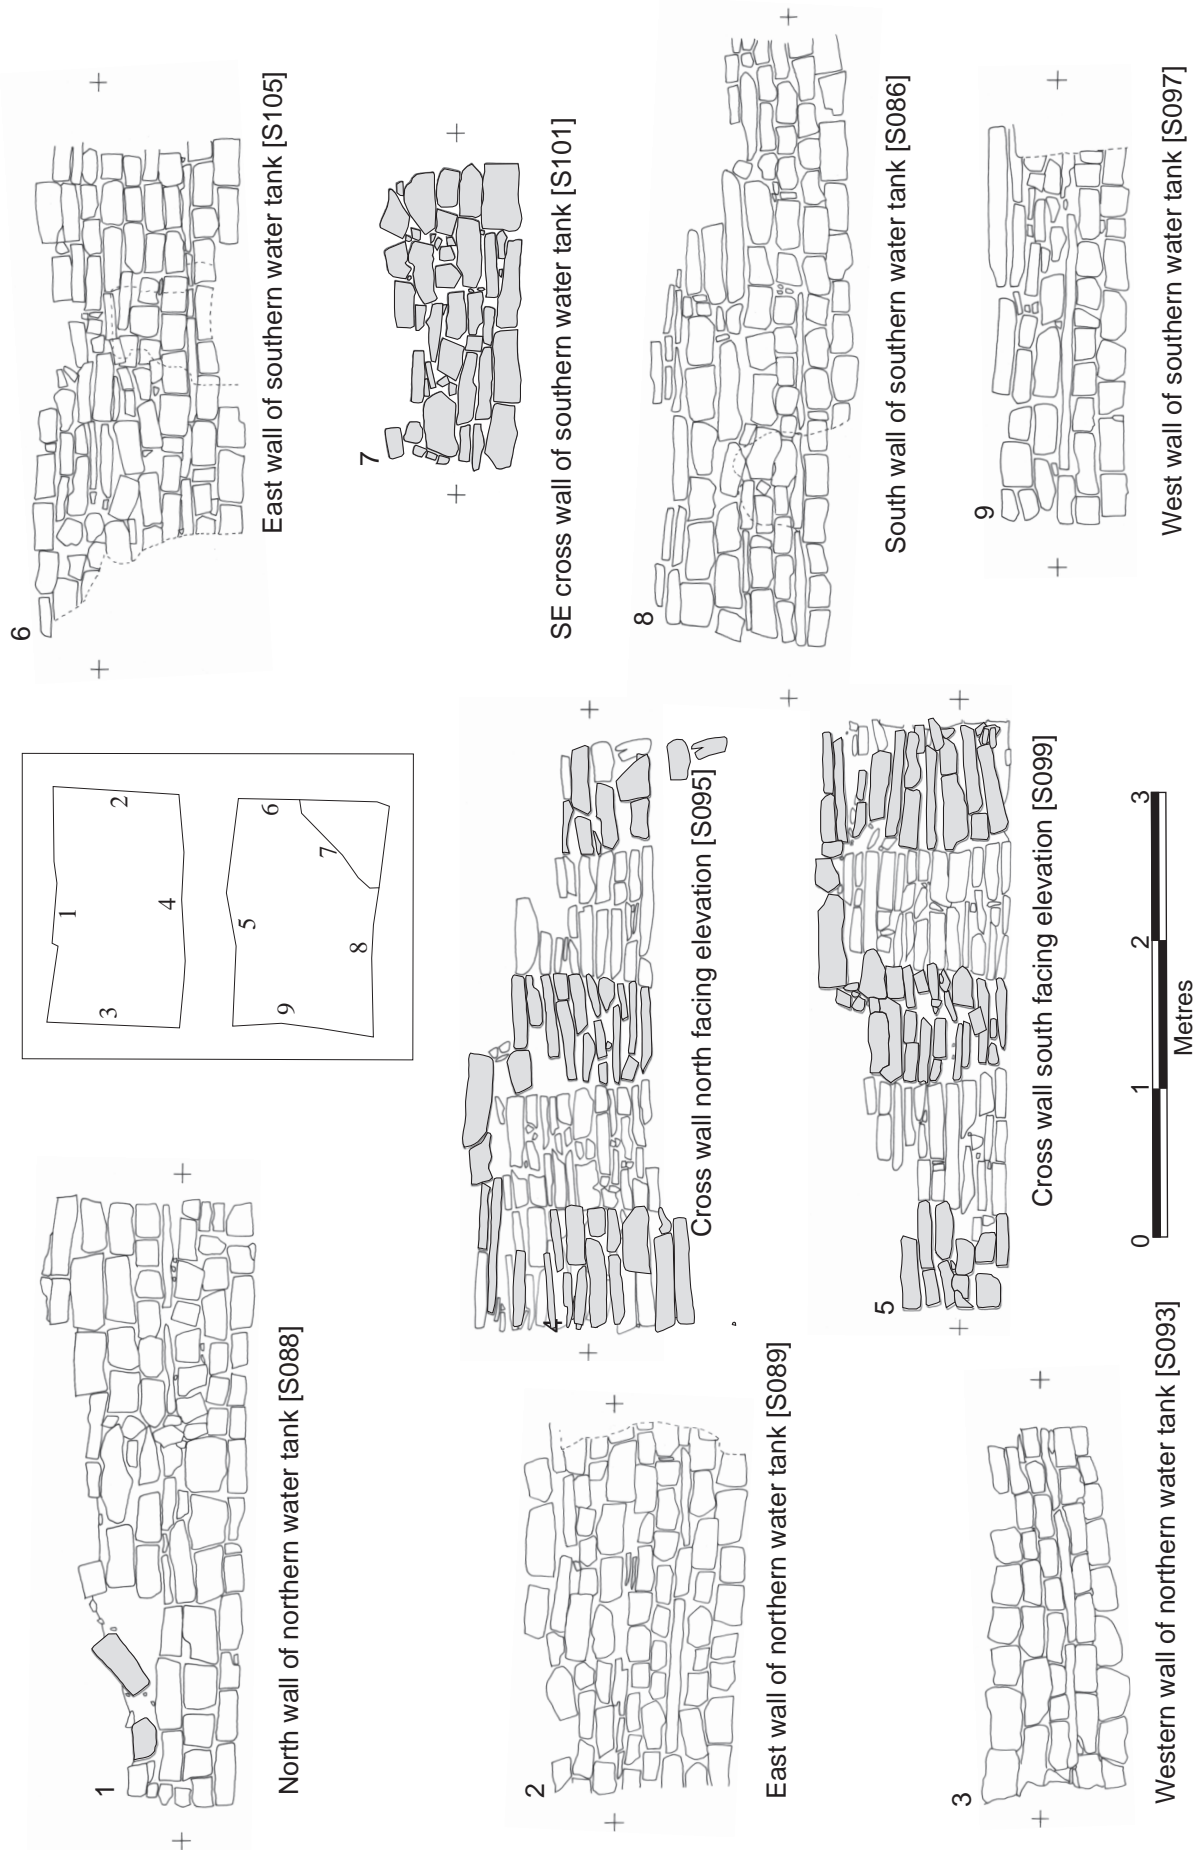 1
North wall of northern water tank [S088]
1
3
2
4
5
9
6
7
8
6
East wall of southern water tank [S105]
7
SE cross wall of southern water tank [S101]
2
East wall of northern water tank [S089]
Cross wall north facing elevation [S095]
8
South wall of southern water tank [S086]
3
Western wall of northern water tank [S093]
5
Cross wall south facing elevation [S099]
9
West wall of southern water tank [S097]
0 1 2 3
Metres